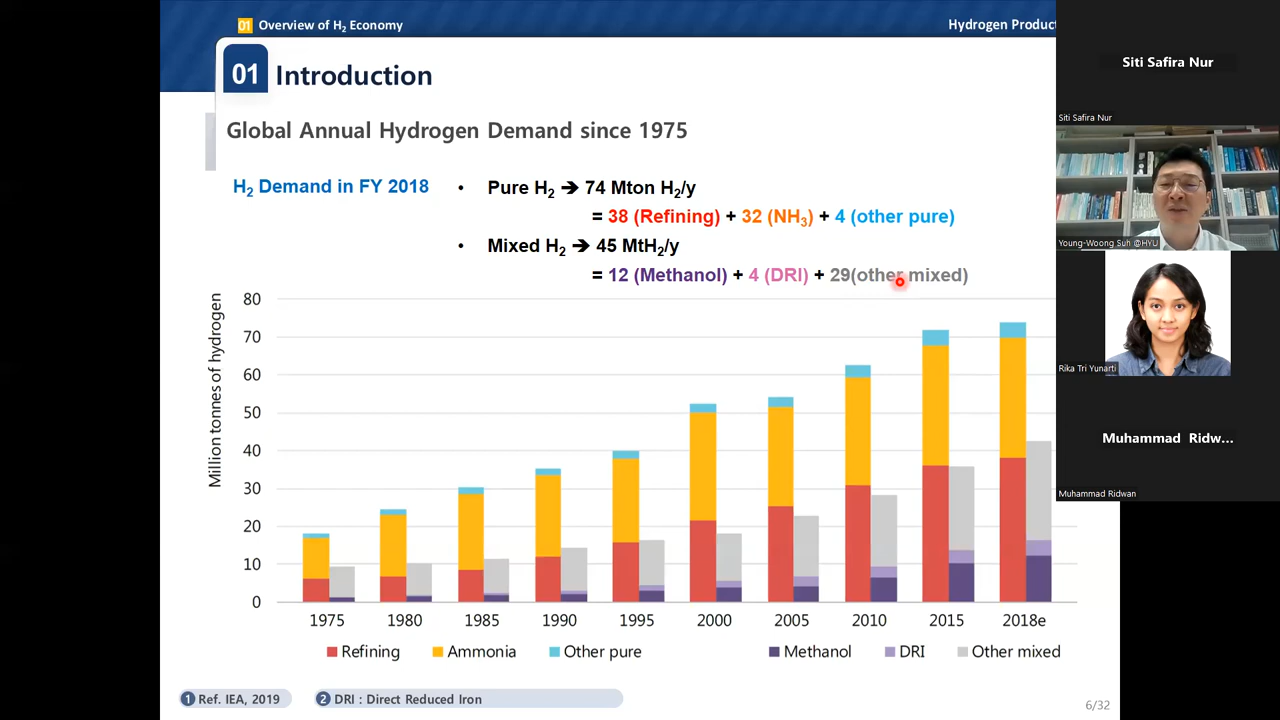 01 Overview of H₂ Economy
Hydrogen Product
01 Introduction
Global Annual Hydrogen Demand since 1975
H₂ Demand in FY 2018
• Pure H₂ ➔ 74 Mton H₂/y
= 38 (Refining) + 32 (NH₃) + 4 (other pure)
• Mixed H₂ ➔ 45 MtH₂/y
= 12 (Methanol) + 4 (DRI) + 29(other mixed)
Million tonnes of hydrogen
80
70
60
50
40
30
20
10
0
1975 1980 1985 1990 1995 2000 2005 2010 2015 2018e
Refining Ammonia Other pure Methanol DRI Other mixed
1 Ref. IEA, 2019
2 DRI : Direct Reduced Iron
6/32
Siti Safira Nur
Siti Safira Nur
Young-Woong Suh @HYU
Rika Tri Yunarti
Muhammad Ridw...
Muhammad Ridwan